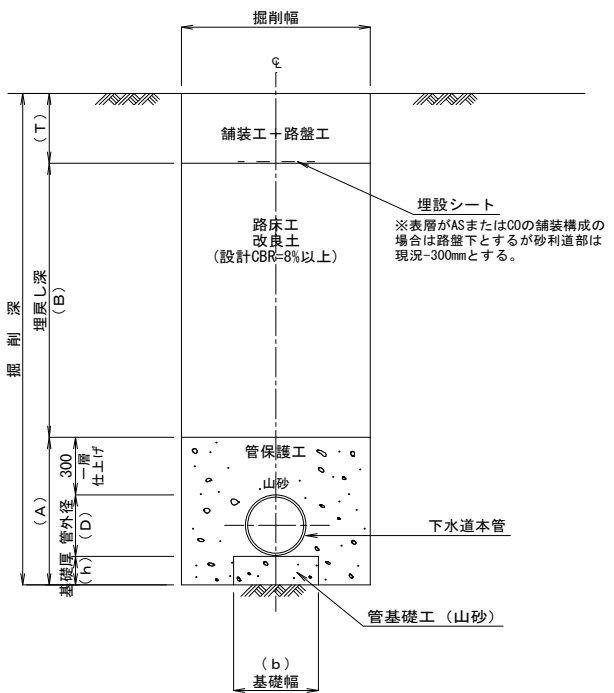 掘削幅
℄
(T)
舗装工＋路盤工
埋設シート
※表層がASまたはCOの舗装構成の
場合は路盤下とするが砂利道部は
現況-300mmとする。
路床工
改良土
(設計CBR=8%以上)
掘削深
埋戻し深
(B)
管保護工
山砂
300
一層
仕上げ
(A)
管外径
(D)
下水道本管
基礎厚
(h)
管基礎工（山砂）
(b)
基礎幅